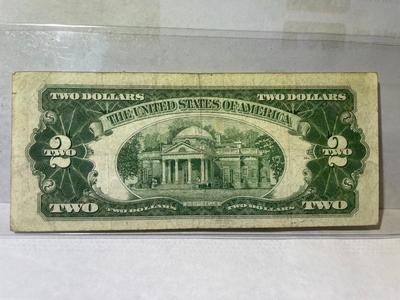 TWO DOLLARS TWO DOLLARS
THE UNITED STATES OF AMERICA
2 2
TWO TWO
TWO TWO DOLLARS MONTICELLO TWO DOLLARS TWO